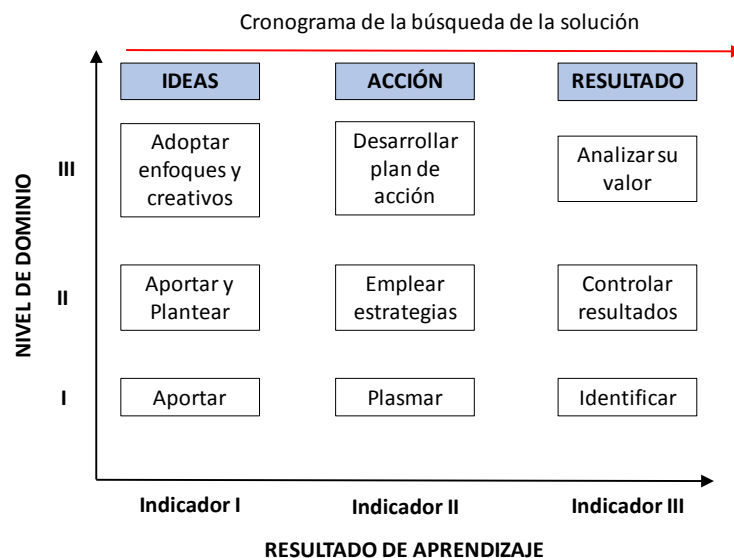 Cronograma de la búsqueda de la solución
IDEAS
ACCIÓN
RESULTADO
NIVEL DE DOMINIO
III
Adoptar
enfoques y
creativos
Desarrollar
plan de
acción
Analizar su
valor
II
Aportar y
Plantear
Emplear
estrategias
Controlar
resultados
I
Aportar
Plasmar
Identificar
Indicador I
Indicador II
Indicador III
RESULTADO DE APRENDIZAJE